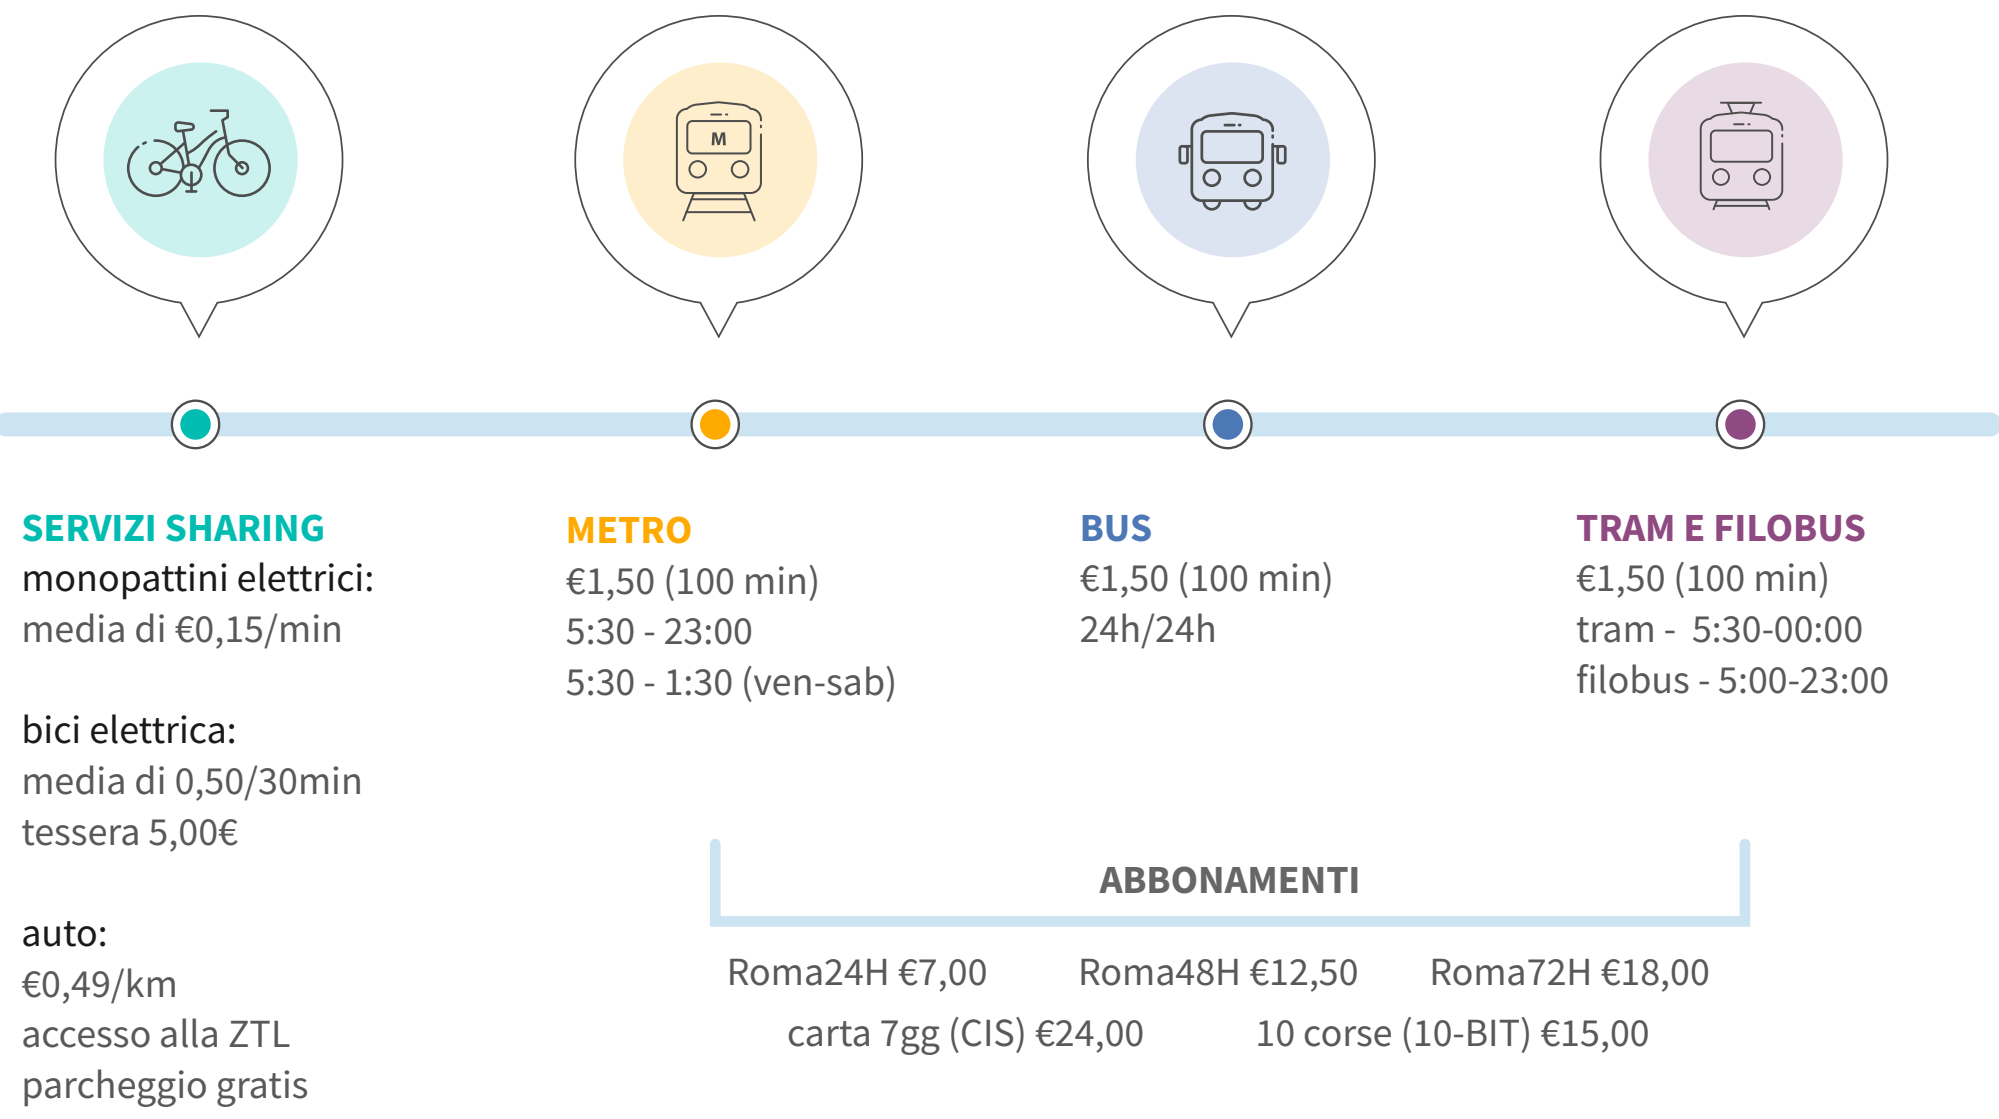 M
SERVIZI SHARING
monopattini elettrici:
media di €0,15/min
bici elettrica:
media di 0,50/30min
tessera 5,00€
auto:
€0,49/km
accesso alla ZTL
parcheggio gratis
METRO
€1,50 (100 min)
5:30 - 23:00
5:30 - 1:30 (ven-sab)
BUS
€1,50 (100 min)
24h/24h
TRAM E FILOBUS
€1,50 (100 min)
tram -  5:30-00:00
filobus - 5:00-23:00
ABBONAMENTI
Roma24H €7,00
Roma48H €12,50
Roma72H €18,00
carta 7gg (CIS) €24,00
10 corse (10-BIT) €15,00